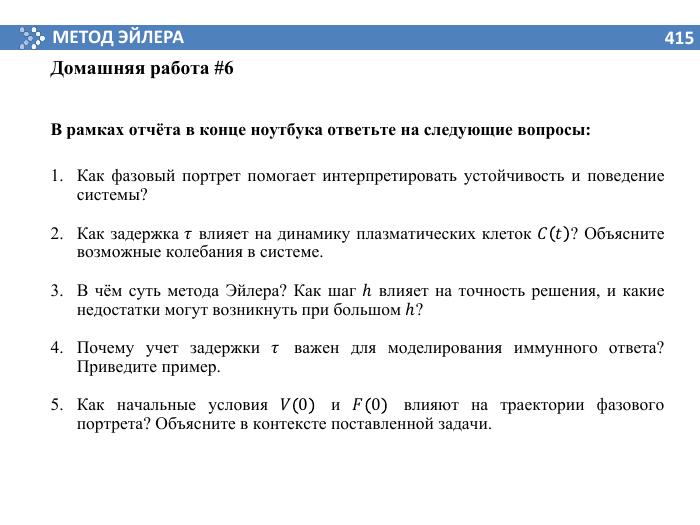 МЕТОД ЭЙЛЕРА
415
Домашняя работа #6
В рамках отчёта в конце ноутбука ответьте на следующие вопросы:
1. Как фазовый портрет помогает интерпретировать устойчивость и поведение
системы?
2. Как задержка τ влияет на динамику плазматических клеток C(t)? Объясните
возможные колебания в системе.
3. В чём суть метода Эйлера? Как шаг h влияет на точность решения, и какие
недостатки могут возникнуть при большом h?
4. Почему учет задержки τ важен для моделирования иммунного ответа?
Приведите пример.
5. Как начальные условия V(0) и F(0) влияют на траектории фазового
портрета? Объясните в контексте поставленной задачи.